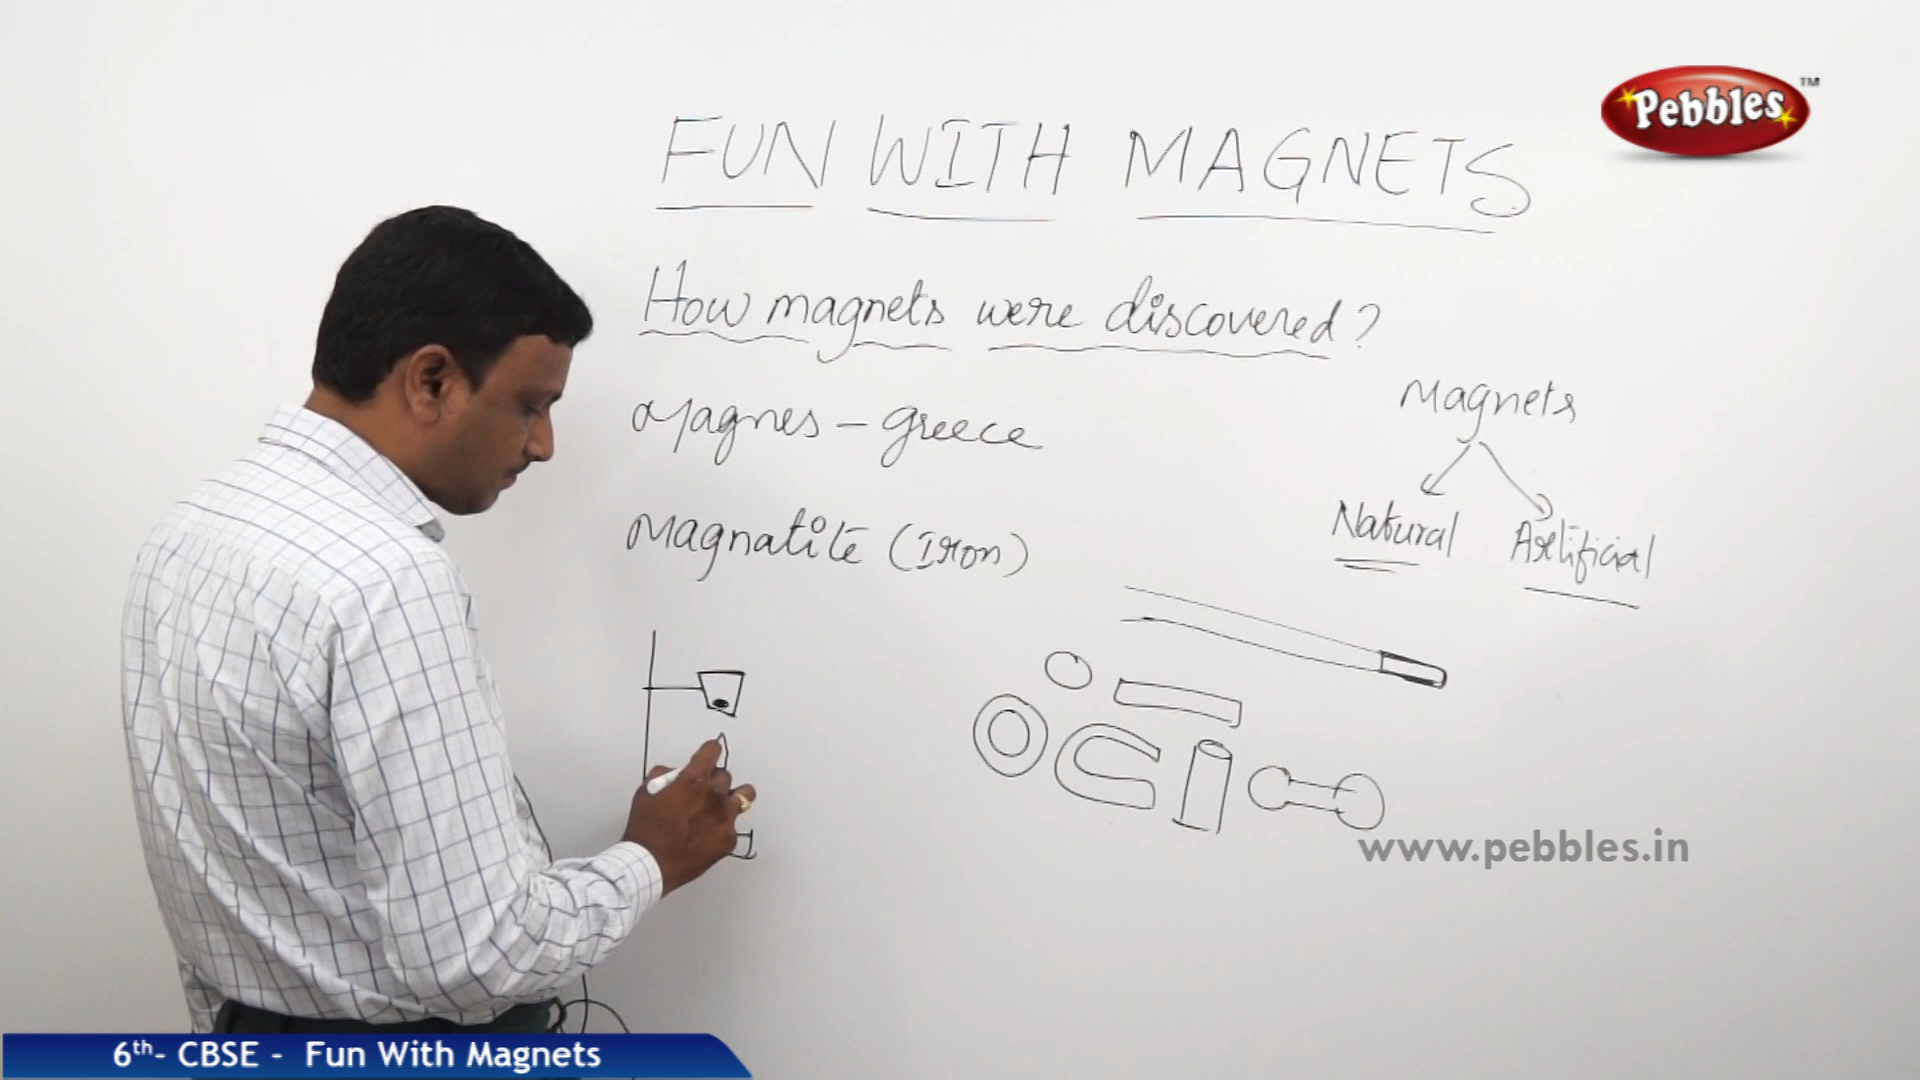 Pebbles™
FUN WITH MAGNETS
How magnets were discovered?
Magnes - Greece
Magnets
Natural Artificial
Magnatite (Iron)
www.pebbles.in
6th- CBSE - Fun With Magnets